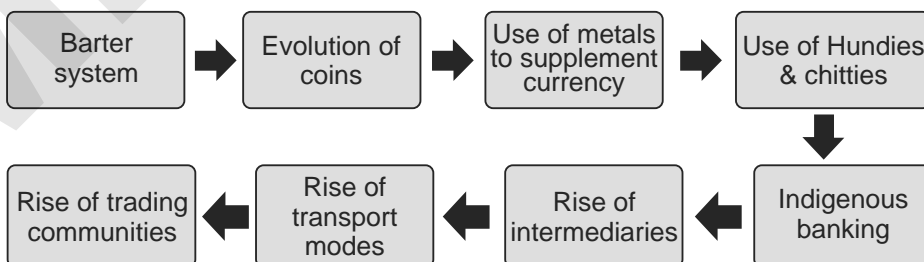 Barter
system
Evolution of
coins
Use of metals
to supplement
currency
Use of Hundies
& chitties
Indigenous
banking
Rise of
intermediaries
Rise of
transport
modes
Rise of trading
communities